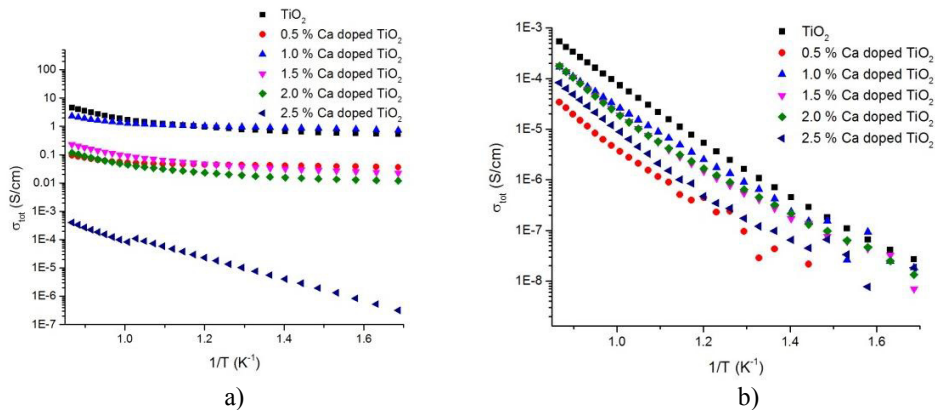 TiO₂
0.5 % Ca doped TiO₂
1.0 % Ca doped TiO₂
1.5 % Ca doped TiO₂
2.0 % Ca doped TiO₂
2.5 % Ca doped TiO₂
100
10
1
0.1
0.01
1E-3
1E-4
1E-5
1E-6
1E-7
σtot (S/cm)
1.0
1.2
1.4
1.6
1/T (K⁻¹)
a)
TiO₂
0.5 % Ca doped TiO₂
1.0 % Ca doped TiO₂
1.5 % Ca doped TiO₂
2.0 % Ca doped TiO₂
2.5 % Ca doped TiO₂
1E-3
1E-4
1E-5
1E-6
1E-7
1E-8
σtot (S/cm)
1.0
1.2
1.4
1.6
1/T (K⁻¹)
b)